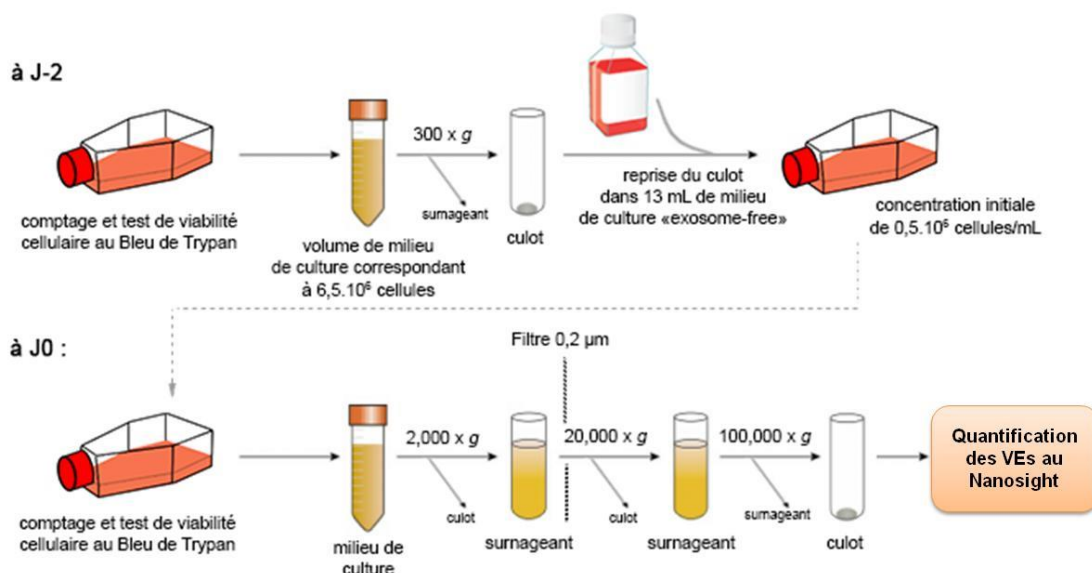 à J-2
comptage et test de viabilité
cellulaire au Bleu de Trypan
300 x g
surnageant
volume de milieu
de culture correspondant
à 6,5.10⁶ cellules
culot
reprise du culot
dans 13 mL de milieu
de culture «exosome-free»
concentration initiale
de 0,5.10⁶ cellules/mL
à J0 :
Filtre 0,2 µm
comptage et test de viabilité
cellulaire au Bleu de Trypan
milieu de
culture
2,000 x g
culot
surnageant
20,000 x g
culot
surnageant
100,000 x g
surnageant
culot
Quantification
des VEs au
Nanosight